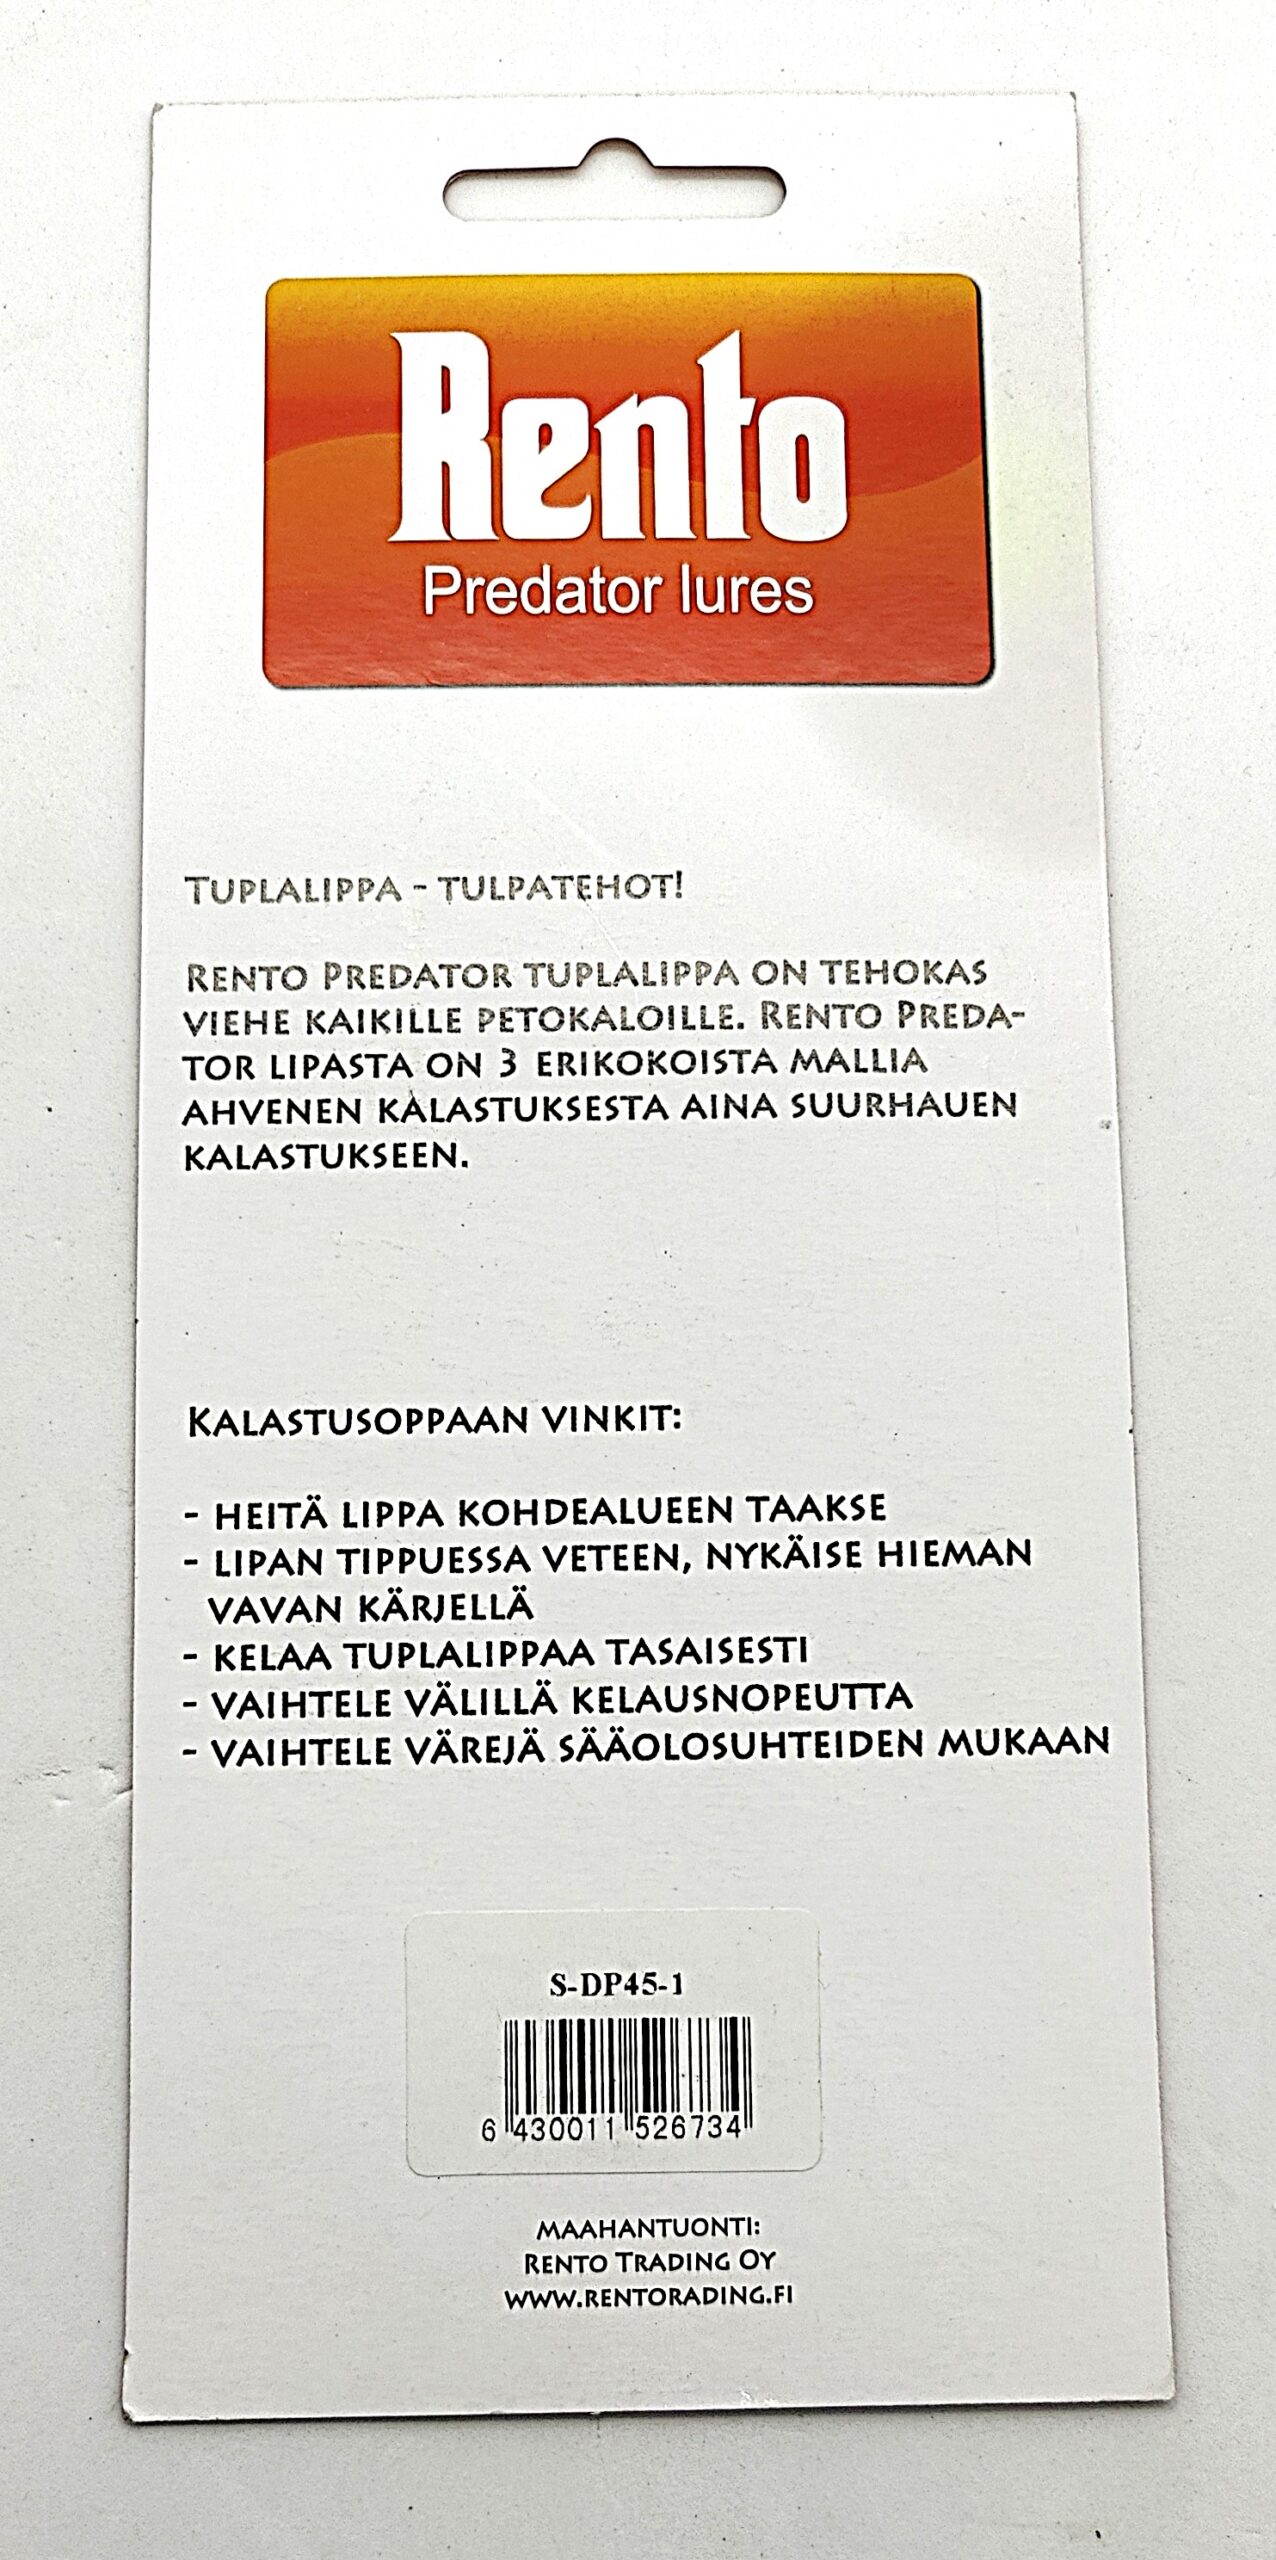 Rento
Predator lures
Tuplalippa - tulpatehot!
Rento Predator tuplalippa on tehokas
viehe kaikille petokaloille. Rento Preda-
tor lipasta on 3 erikokoista mallia
ahvenen kalastuksesta aina suurhauen
kalastukseen.
Kalastusoppaan vinkit:
- heitä lippa kohdealueen taakse
- lipan tippuessa veteen, nykäise hieman
vavan kärjellä
- kelaa tuplalippaa tasaisesti
- vaihtele välillä kelausnopeutta
- vaihtele värejä sääolosuhteiden mukaan
S-DP45-1
6 430011 526734
maahantuonti:
Rento Trading Oy
www.rentorading.fi